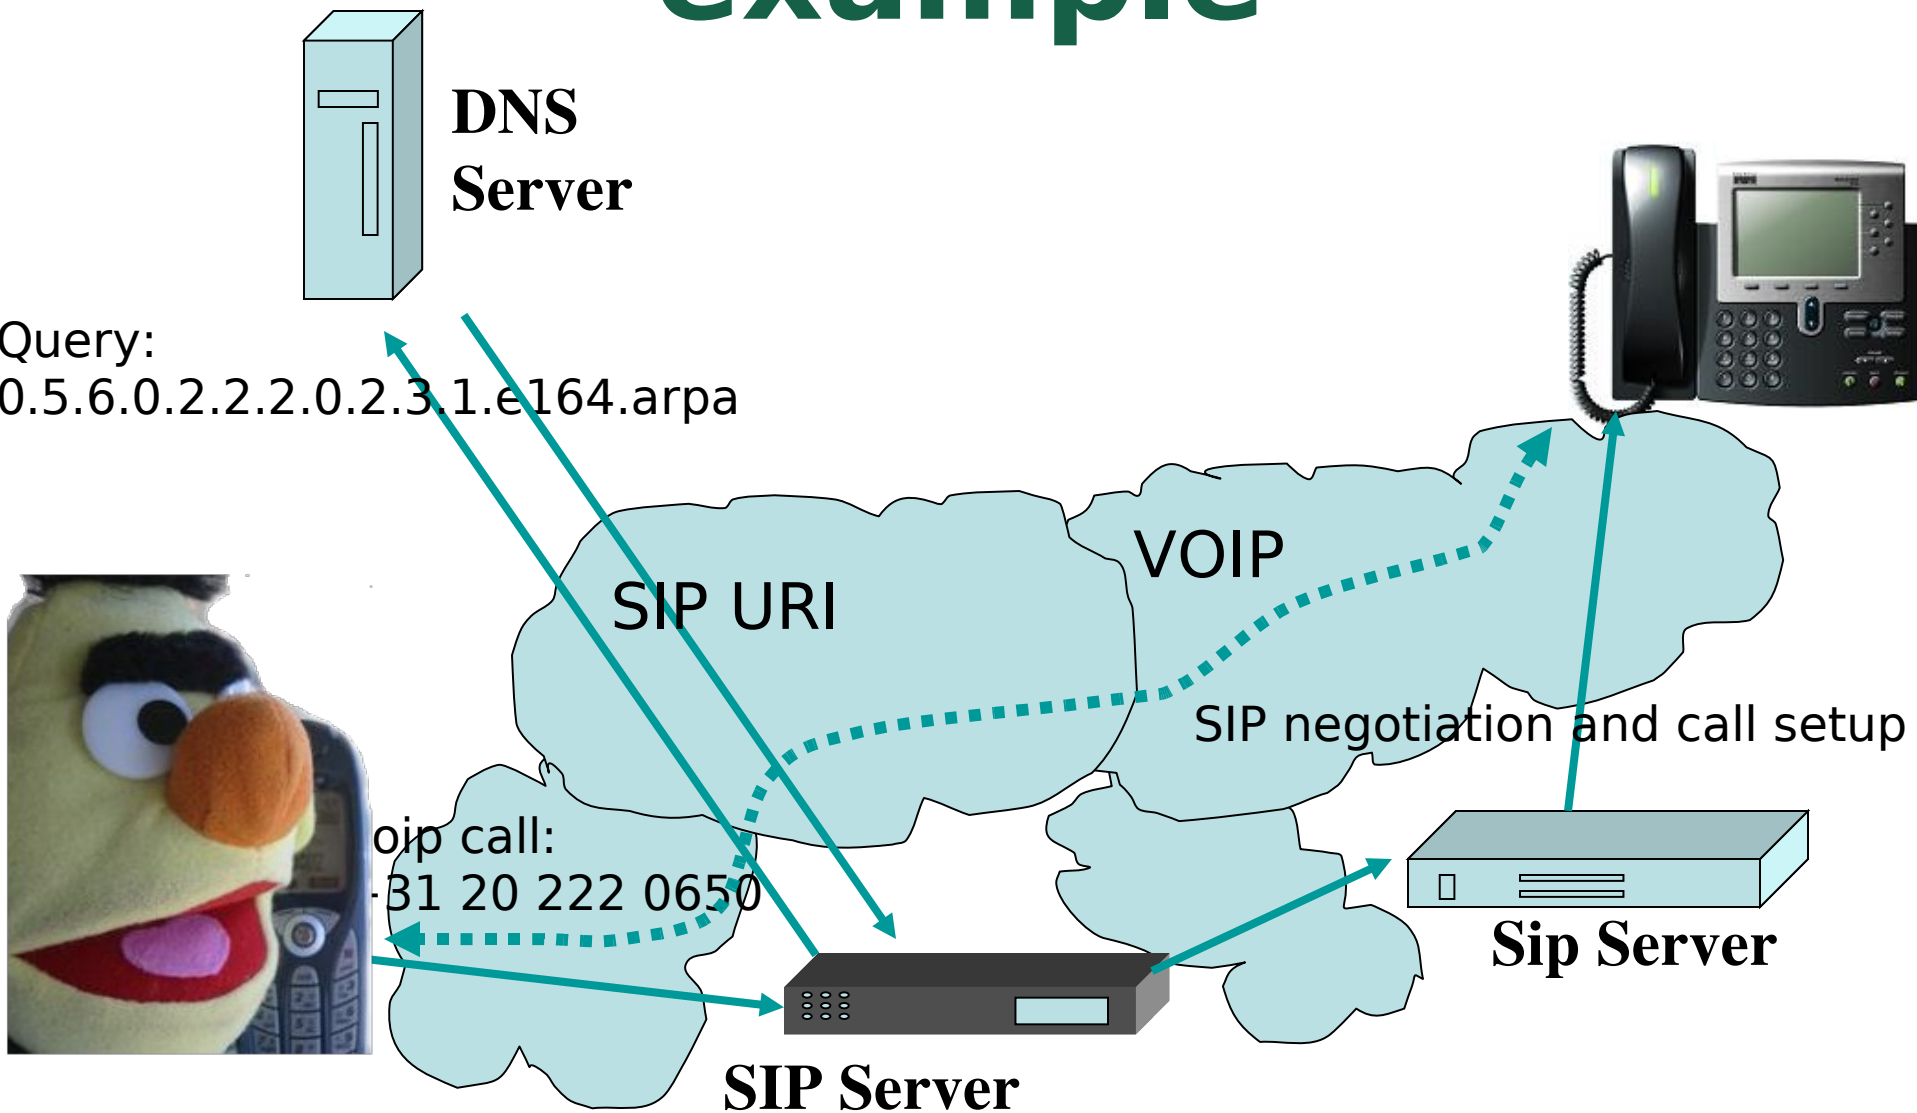 example
DNS
Server
Query:
0.5.6.0.2.2.2.0.2.3.1.e164.arpa
VOIP
SIP URI
SIP negotiation and call setup
oip call:
-31 20 222 0650
Sip Server
SIP Server